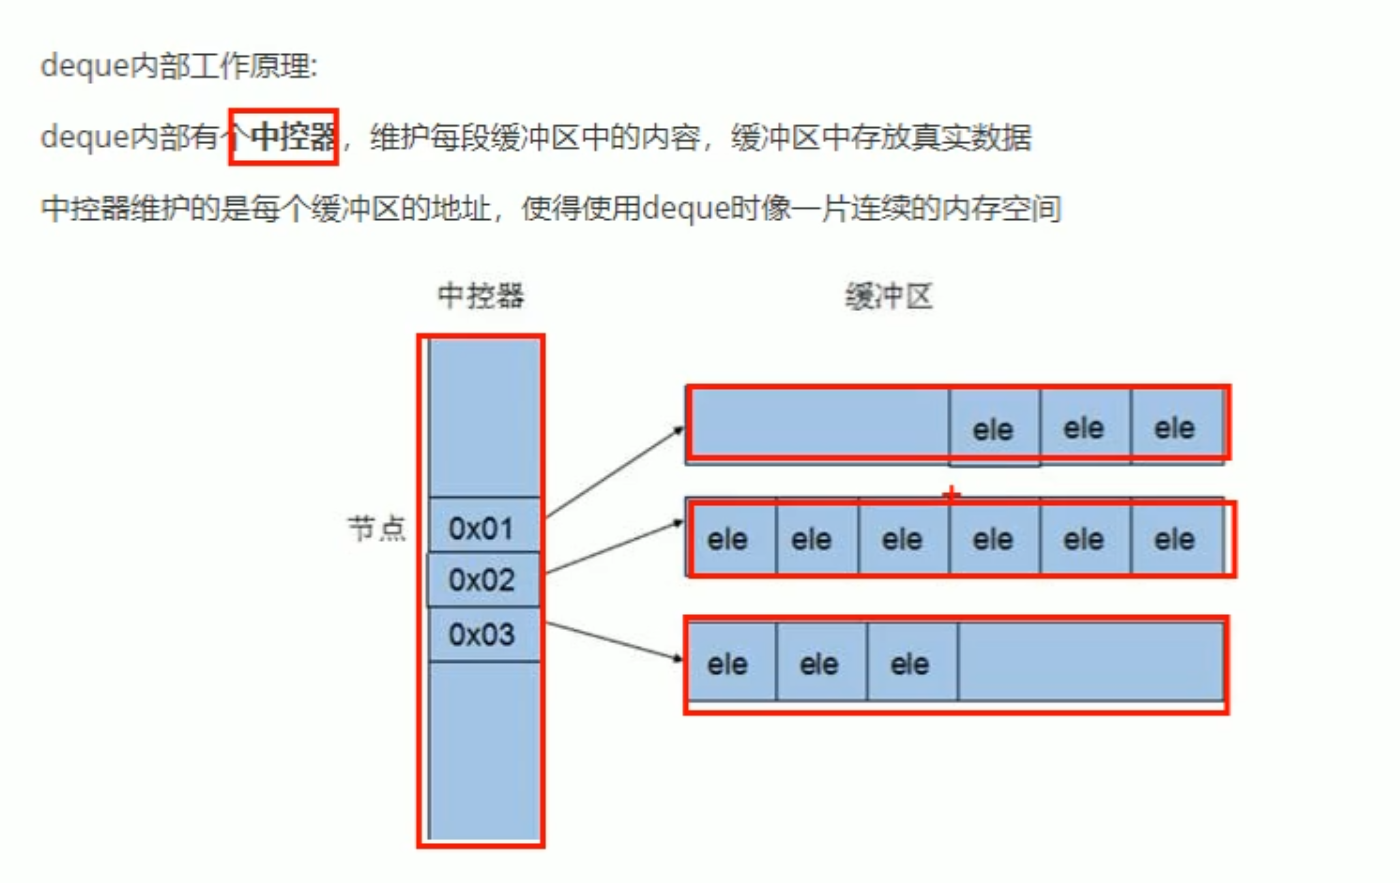 deque内部工作原理:
deque内部有个中控器，维护每段缓冲区中的内容，缓冲区中存放真实数据
中控器维护的是每个缓冲区的地址，使得使用deque时像一片连续的内存空间
中控器 缓冲区
ele ele ele
节点 0x01 ele ele ele ele ele ele
0x02
0x03 ele ele ele